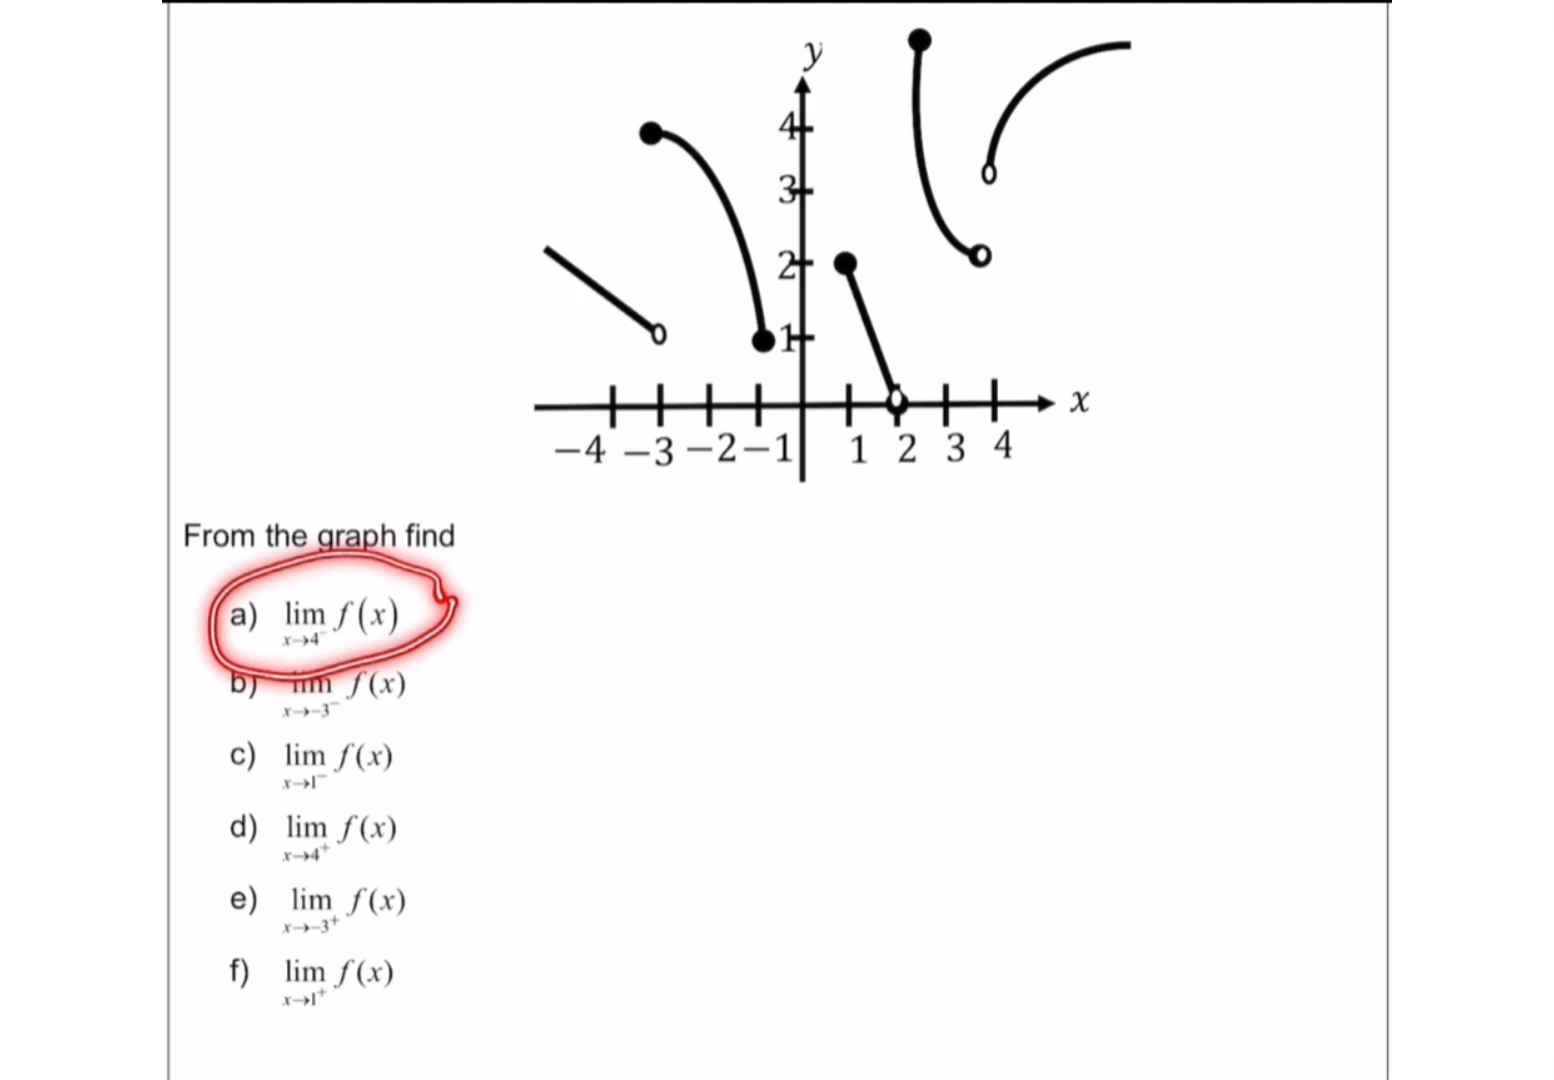 y
4
3
2
1
x
−4 −3 −2 −1 1 2 3 4
From the graph find
a) lim f(x)
x→4⁻
b) lim f(x)
x→−3⁻
c) lim f(x)
x→1⁻
d) lim f(x)
x→4⁺
e) lim f(x)
x→−3⁺
f) lim f(x)
x→1⁺